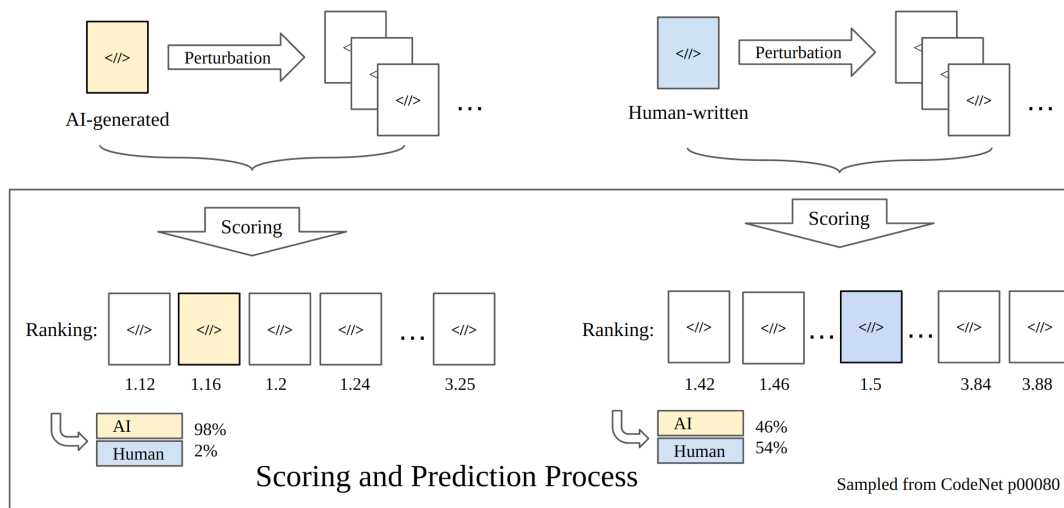 <//> Perturbation <//> <//> <//> ...
AI-generated
<//> Perturbation <//> <//> <//> ...
Human-written
Scoring
Scoring
Ranking: <//> <//> <//> <//> ... <//>
1.12 1.16 1.2 1.24 3.25
AI 98%
Human 2%
Ranking: <//> <//> ... <//> ... <//> <//>
1.42 1.46 1.5 3.84 3.88
AI 46%
Human 54%
Scoring and Prediction Process
Sampled from CodeNet p00080